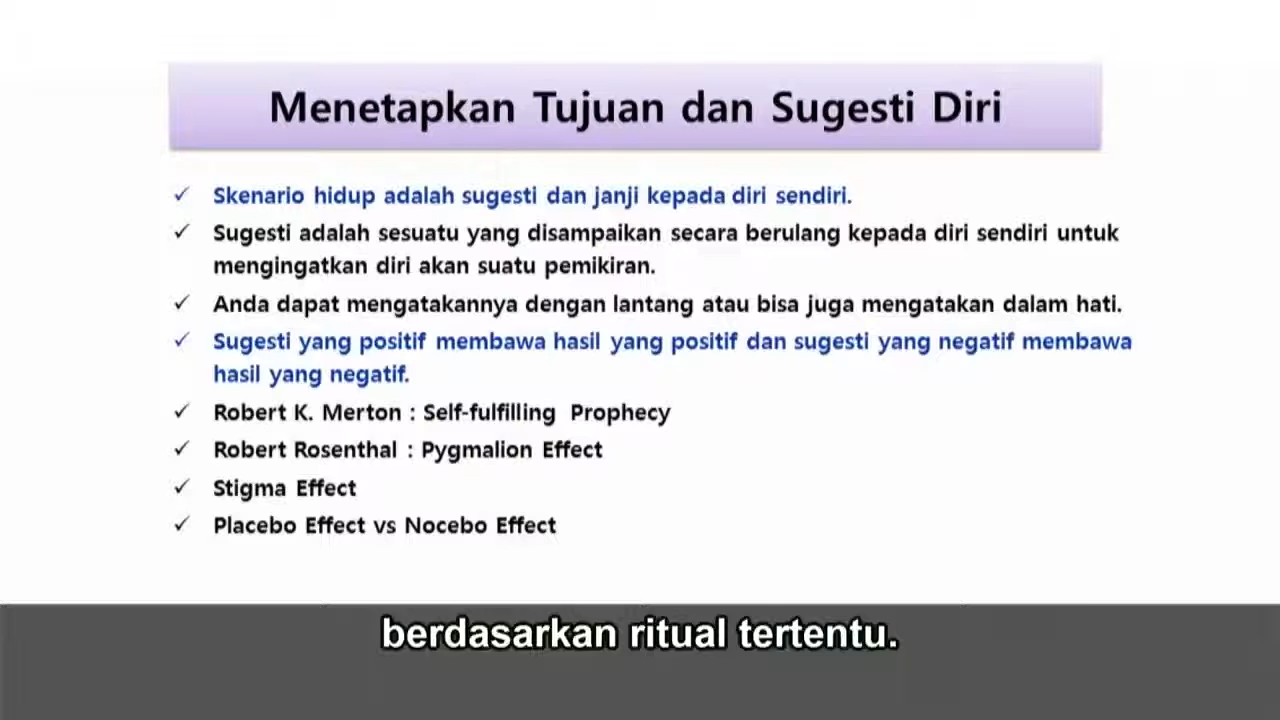 Menetapkan Tujuan dan Sugesti Diri
✓ Skenario hidup adalah sugesti dan janji kepada diri sendiri.
✓ Sugesti adalah sesuatu yang disampaikan secara berulang kepada diri sendiri untuk
mengingatkan diri akan suatu pemikiran.
✓ Anda dapat mengatakannya dengan lantang atau bisa juga mengatakan dalam hati.
✓ Sugesti yang positif membawa hasil yang positif dan sugesti yang negatif membawa
hasil yang negatif.
✓ Robert K. Merton : Self-fulfilling Prophecy
✓ Robert Rosenthal : Pygmalion Effect
✓ Stigma Effect
✓ Placebo Effect vs Nocebo Effect
berdasarkan ritual tertentu.